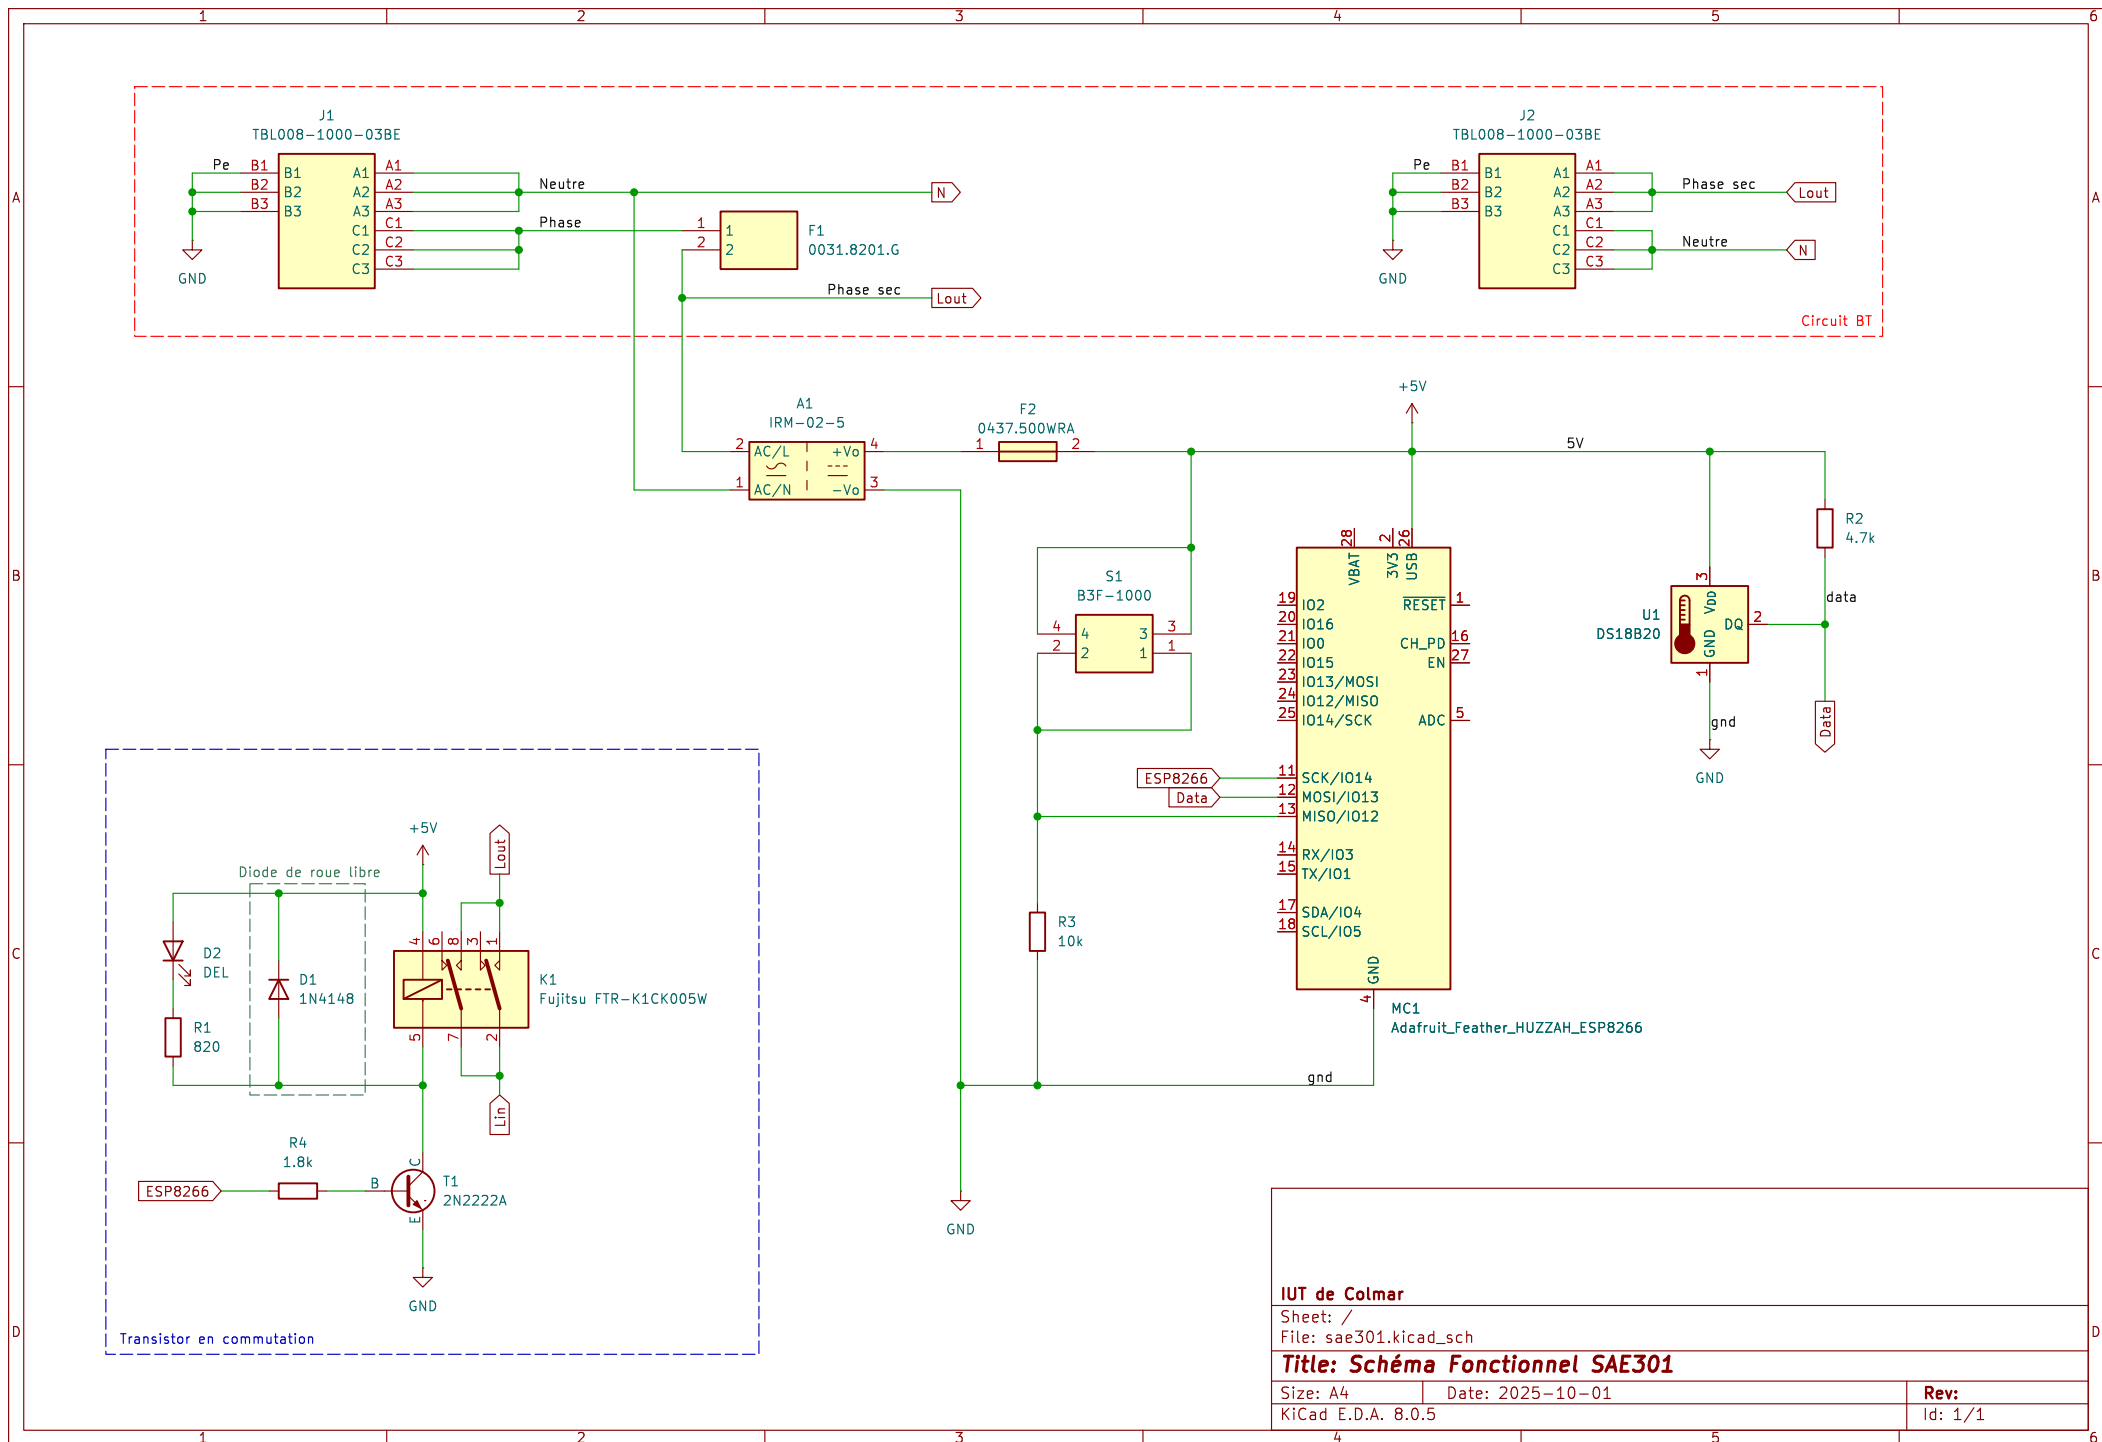 1 2 3 4 5 6
A
B
C
D
A
B
C
D
1 2 3 4 5 6
J1
TBL008-1000-03BE
Pe
B1 B1 A1 A1
B2 B2 A2 A2
B3 B3 A3 A3
C1 C1
C2 C2
C3 C3
GND
Neutre
Phase
N
1 1
2 2
F1
0031.8201.G
Phase sec
Lout
J2
TBL008-1000-03BE
Pe
B1 B1 A1 A1
B2 B2 A2 A2
B3 B3 A3 A3
C1 C1
C2 C2
C3 C3
GND
Phase sec
Lout
Neutre
N
Circuit BT
A1
IRM-02-5
2 AC/L +Vo 4
1 AC/N -Vo 3
F2
0437.500WRA
1 2
+5V
5V
S1
B3F-1000
4 4 3 3
2 2 1 1
28 2 26
VBAT 3V3 USB
19 IO2 RESET 1
20 IO16
21 IO0 CH_PD 16
22 IO15 EN 27
23 IO13/MOSI
24 IO12/MISO
25 IO14/SCK ADC 5
ESP8266 11 SCK/IO14
Data 12 MOSI/IO13
13 MISO/IO12
14 RX/IO3
15 TX/IO1
17 SDA/IO4
18 SCL/IO5
GND
4
MC1
Adafruit_Feather_HUZZAH_ESP8266
R3
10k
gnd
GND
R2
4.7k
data
U1
DS18B20
3
VDD
DQ 2
GND
1
gnd
GND
Data
+5V
Lout
Diode de roue libre
4 6 8 3 1
D2
DEL
D1
1N4148
K1
Fujitsu FTR-K1CK005W
R1
820
5 7 2
Lin
R4
1.8k
ESP8266
B
C
E
T1
2N2222A
GND
Transistor en commutation
IUT de Colmar
Sheet: /
File: sae301.kicad_sch
Title: Schéma Fonctionnel SAE301
Size: A4 Date: 2025-10-01 Rev:
KiCad E.D.A. 8.0.5 Id: 1/1